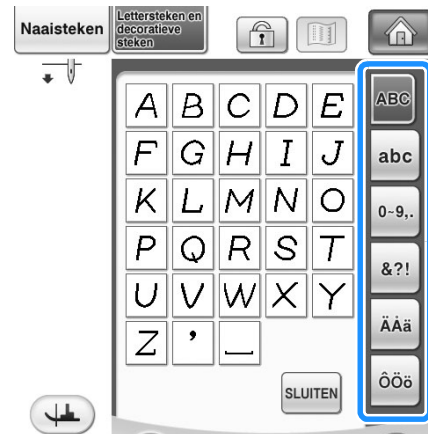 Naaisteken
Lettersteken en
decoratieve
steken
A B C D E
F G H I J
K L M N O
P Q R S T
U V W X Y
Z ' _
ABC
abc
0~9,.
&?!
ÄÀä
ÔÖö
SLUITEN